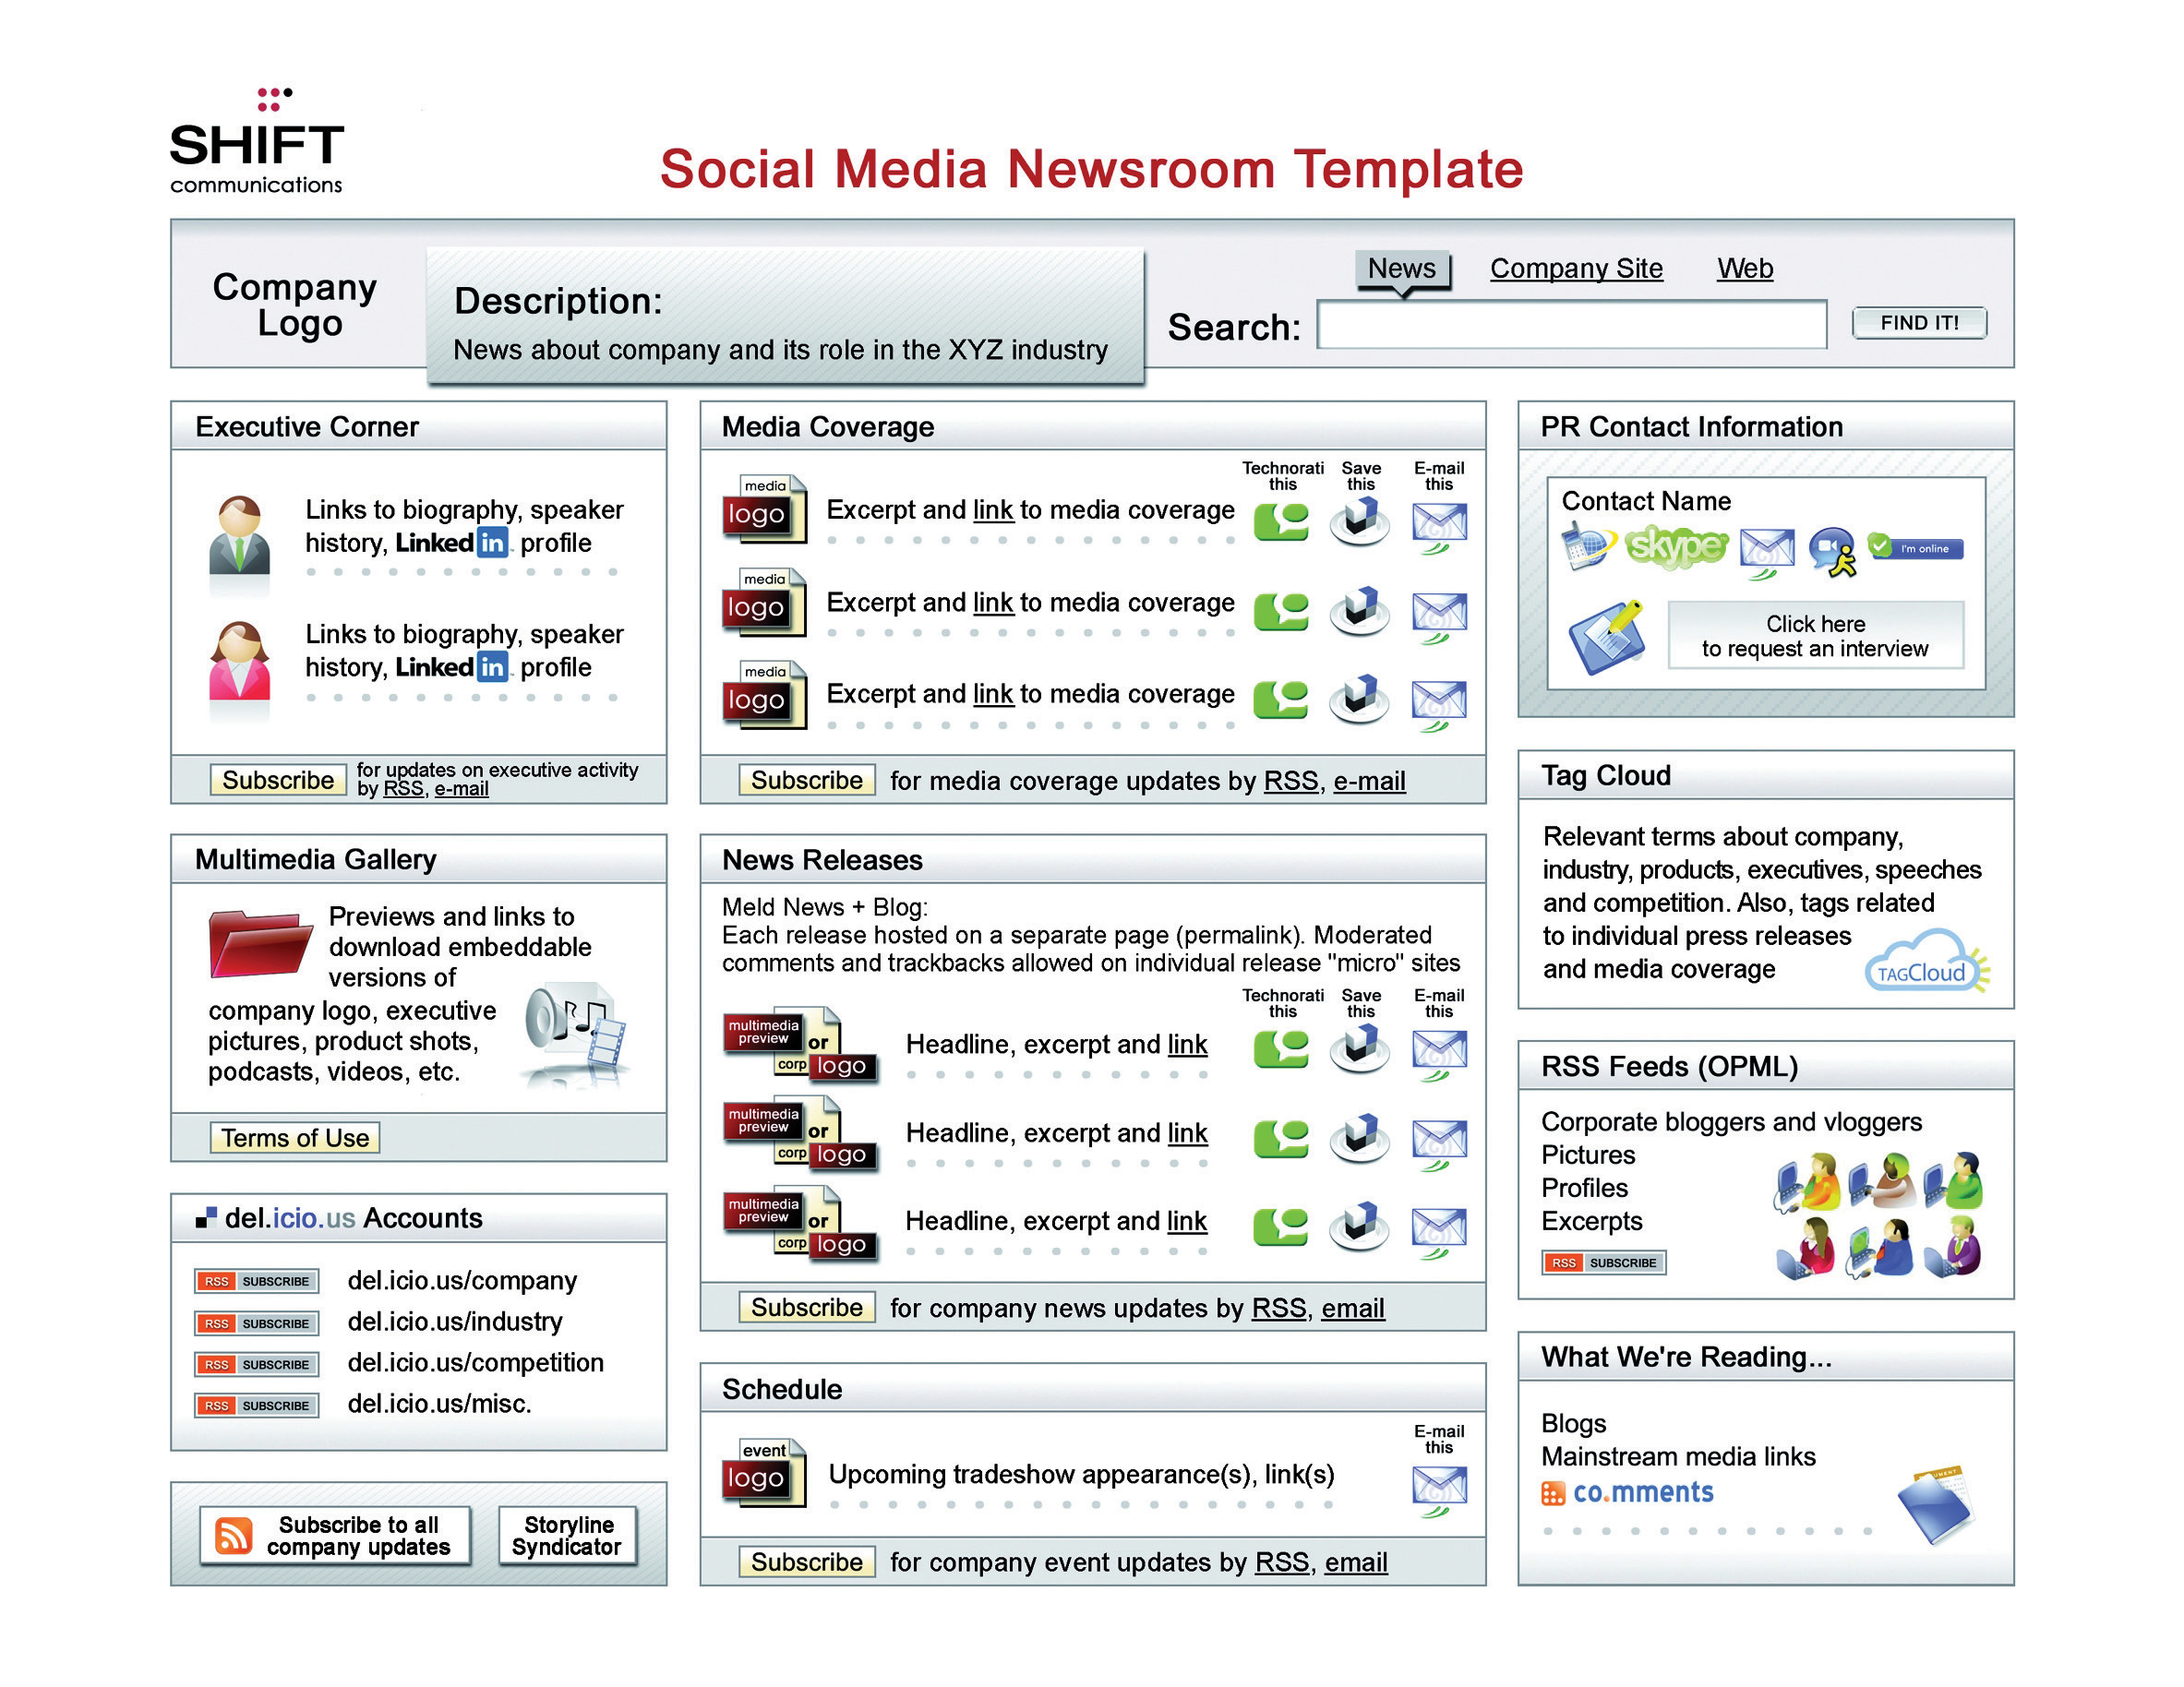 SHIFT
communications
Social Media Newsroom Template
Company
Logo
Description:
News about company and its role in the XYZ industry
News Company Site Web
Search:
FIND IT!
Executive Corner
Links to biography, speaker
history, Linked in profile
Links to biography, speaker
history, Linked in profile
Subscribe
for updates on executive activity
by RSS, e-mail
Multimedia Gallery
Previews and links to
download embeddable
versions of
company logo, executive
pictures, product shots,
podcasts, videos, etc.
Terms of Use
del.icio.us Accounts
RSS SUBSCRIBE del.icio.us/company
RSS SUBSCRIBE del.icio.us/industry
RSS SUBSCRIBE del.icio.us/competition
RSS SUBSCRIBE del.icio.us/misc.
Subscribe to all
company updates
Storyline
Syndicator
Media Coverage
Technorati
this
Save
this
E-mail
this
media
logo
Excerpt and link to media coverage
media
logo
Excerpt and link to media coverage
media
logo
Excerpt and link to media coverage
Subscribe for media coverage updates by RSS, e-mail
News Releases
Meld News + Blog:
Each release hosted on a separate page (permalink). Moderated
comments and trackbacks allowed on individual release "micro" sites
Technorati
this
Save
this
E-mail
this
multimedia
preview
or
corp logo
Headline, excerpt and link
multimedia
preview
or
corp logo
Headline, excerpt and link
multimedia
preview
or
corp logo
Headline, excerpt and link
Subscribe for company news updates by RSS, email
Schedule
E-mail
this
event
logo
Upcoming tradeshow appearance(s), link(s)
Subscribe for company event updates by RSS, email
PR Contact Information
Contact Name
skype
I'm online
Click here
to request an interview
Tag Cloud
Relevant terms about company,
industry, products, executives, speeches
and competition. Also, tags related
to individual press releases
and media coverage
TAGCloud
RSS Feeds (OPML)
Corporate bloggers and vloggers
Pictures
Profiles
Excerpts
RSS SUBSCRIBE
What We're Reading...
Blogs
Mainstream media links
co.mments